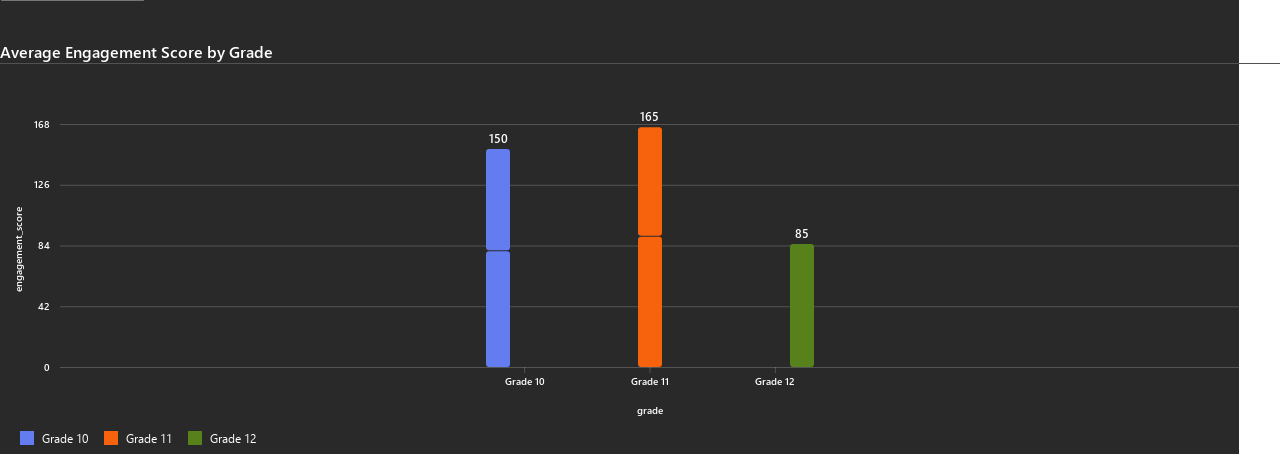 Average Engagement Score by Grade
168
126
84
42
0
engagement_score
150
165
85
Grade 10
Grade 11
Grade 12
grade
Grade 10
Grade 11
Grade 12